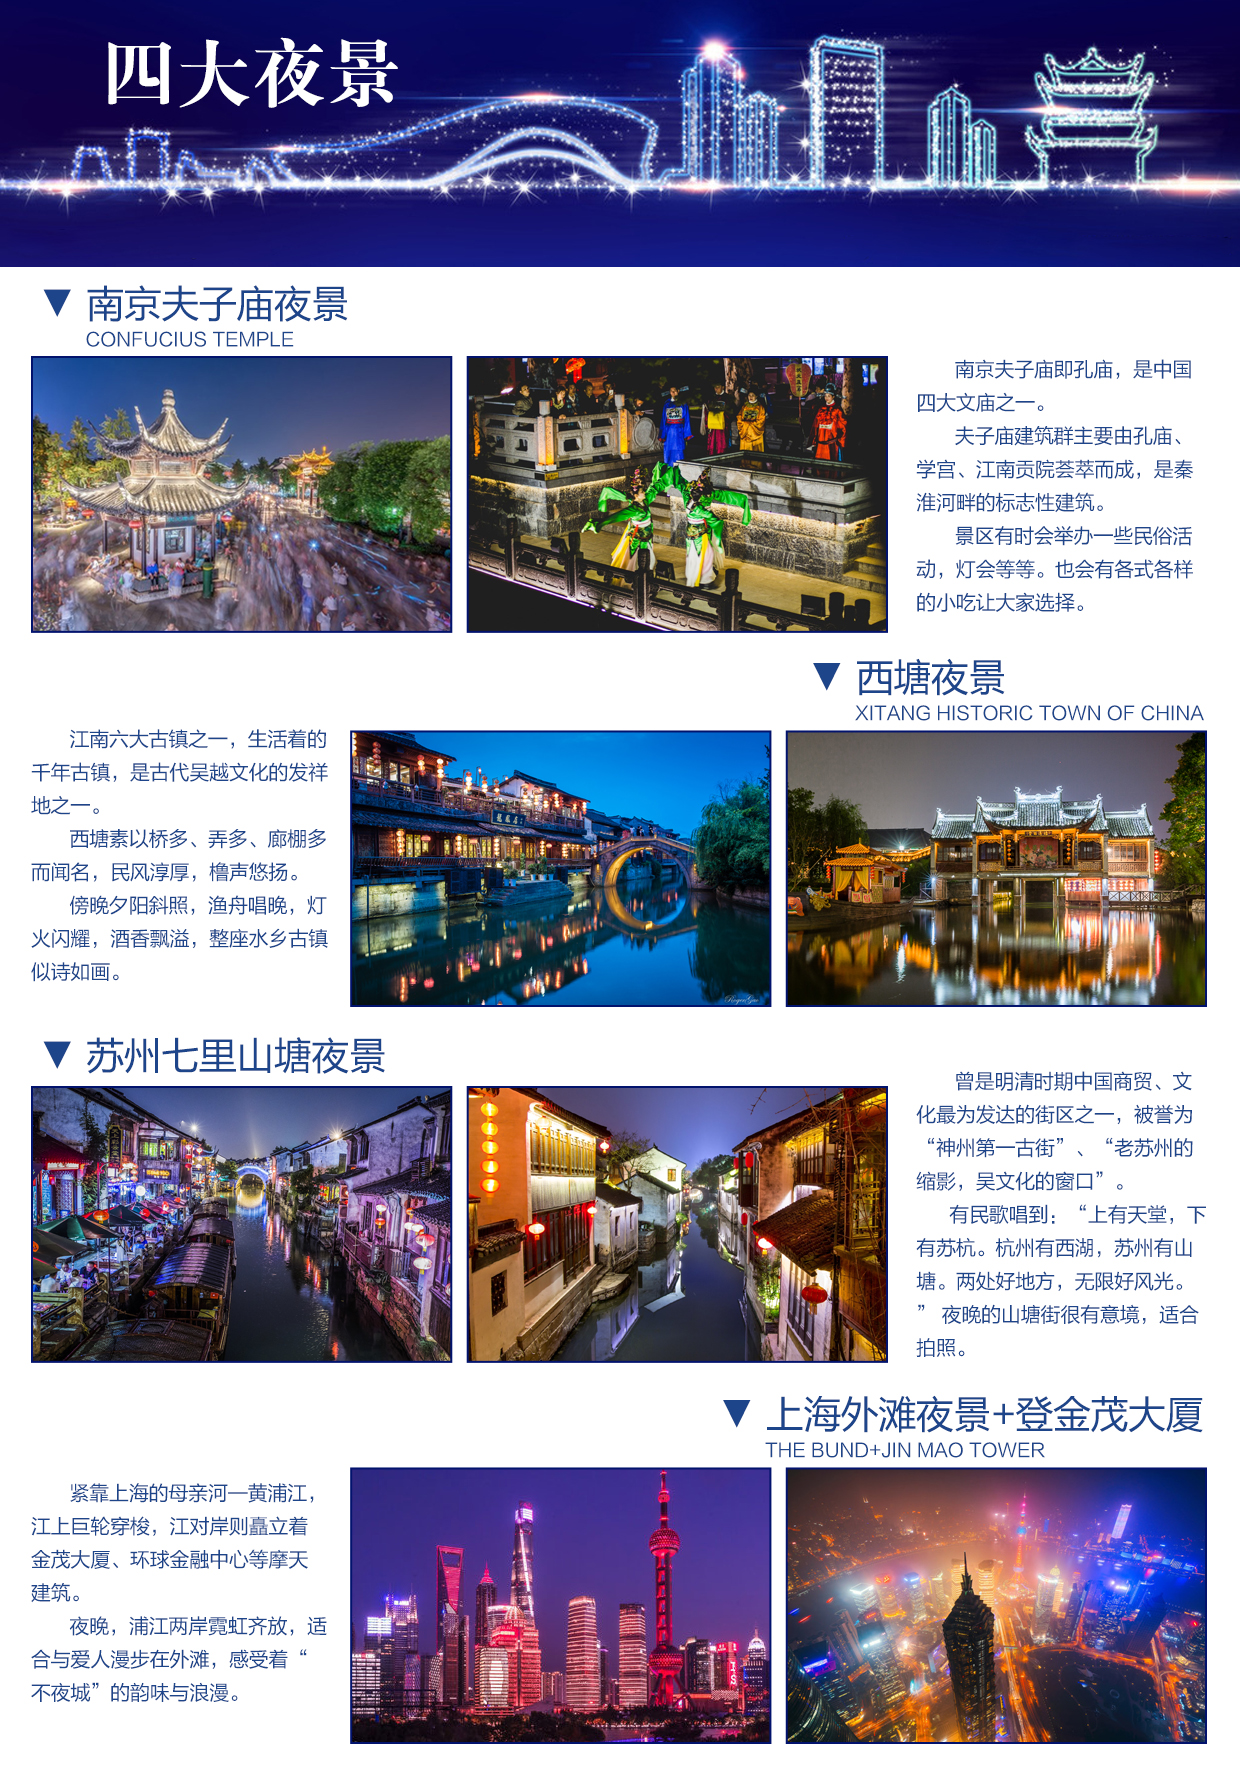 四大夜景
南京夫子庙夜景
CONFUCIUS TEMPLE
南京夫子庙即孔庙，是中国
四大文庙之一。
夫子庙建筑群主要由孔庙、
学宫、江南贡院荟萃而成，是秦
淮河畔的标志性建筑。
景区有时会举办一些民俗活
动，灯会等等。也会有各式各样
的小吃让大家选择。
西塘夜景
XITANG HISTORIC TOWN OF CHINA
江南六大古镇之一，生活着的
千年古镇，是古代吴越文化的发祥
地之一。
西塘素以桥多、弄多、廊棚多
而闻名，民风淳厚，橹声悠扬。
傍晚夕阳斜照，渔舟唱晚，灯
火闪耀，酒香飘溢，整座水乡古镇
似诗如画。
苏州七里山塘夜景
曾是明清时期中国商贸、文
化最为发达的街区之一，被誉为
“神州第一古街”、“老苏州的
缩影，吴文化的窗口”。
有民歌唱到：“上有天堂，下
有苏杭。杭州有西湖，苏州有山
塘。两处好地方，无限好风光。
” 夜晚的山塘街很有意境，适合
拍照。
上海外滩夜景+登金茂大厦
THE BUND+JIN MAO TOWER
紧靠上海的母亲河—黄浦江，
江上巨轮穿梭，江对岸则矗立着
金茂大厦、环球金融中心等摩天
建筑。
夜晚，浦江两岸霓虹齐放，适
合与爱人漫步在外滩，感受着“
不夜城”的韵味与浪漫。